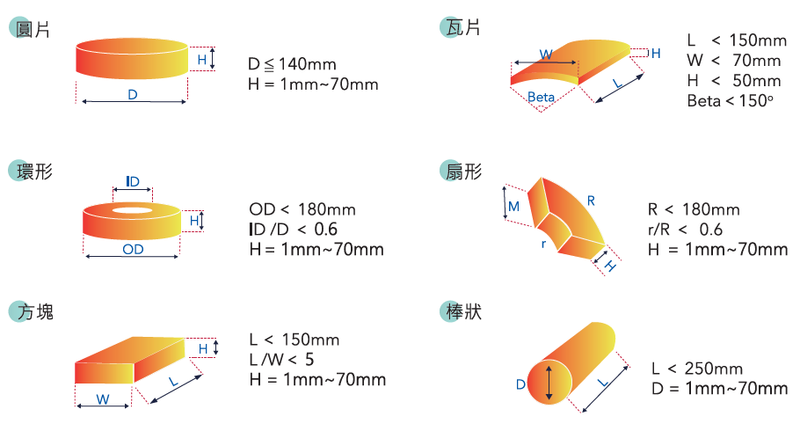 圓片
H
D
D≦140mm
H = 1mm~70mm
瓦片
W
H
L
Beta
L < 150mm
W < 70mm
H < 50mm
Beta < 150°
環形
ID
H
OD
OD < 180mm
ID /D < 0.6
H = 1mm~70mm
扇形
M
R
r
H
R < 180mm
r/R < 0.6
H = 1mm~70mm
方塊
H
L
W
L < 150mm
L /W < 5
H = 1mm~70mm
棒狀
D
L
L < 250mm
D = 1mm~70mm